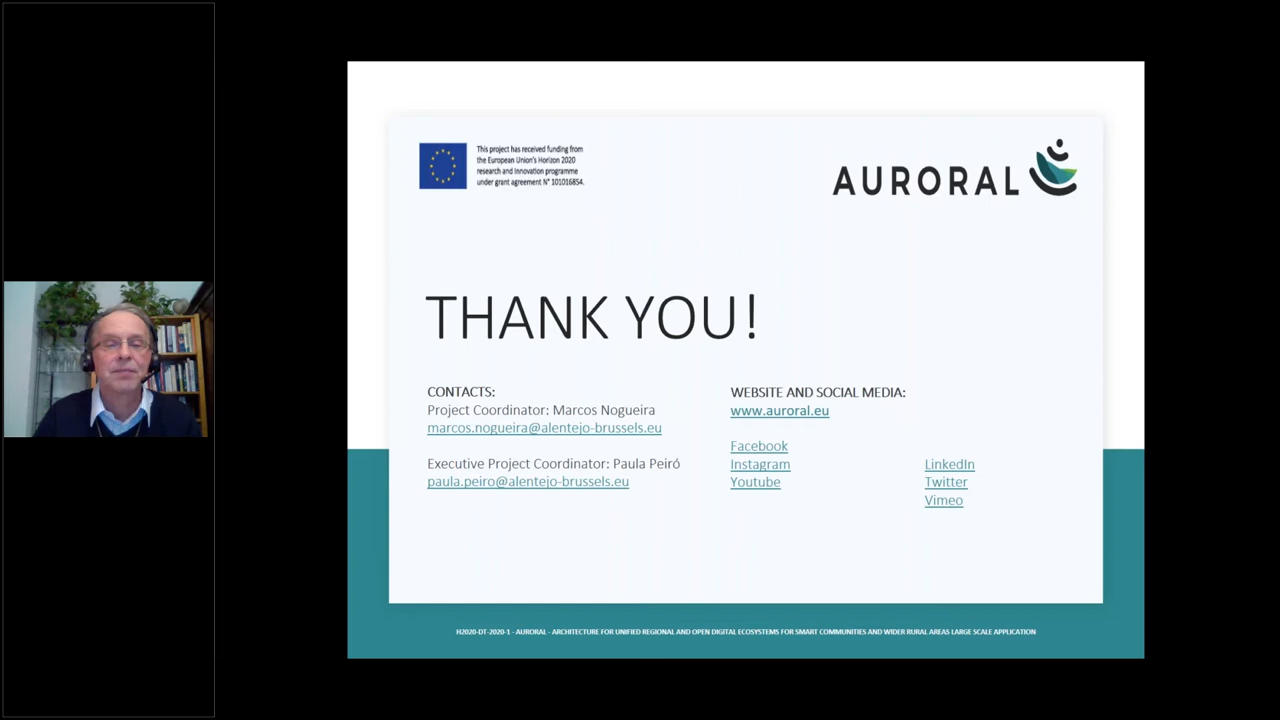 This project has received funding from
the European Union's Horizon 2020
research and Innovation programme
under grant agreement N° 101016854.
AURORAL
THANK YOU!
CONTACTS:
Project Coordinator: Marcos Nogueira
marcos.nogueira@alentejo-brussels.eu
Executive Project Coordinator: Paula Peiró
paula.peiro@alentejo-brussels.eu
WEBSITE AND SOCIAL MEDIA:
www.auroral.eu
Facebook
Instagram
Youtube
LinkedIn
Twitter
Vimeo
H2020-DT-2020-1 - AURORAL - ARCHITECTURE FOR UNIFIED REGIONAL AND OPEN DIGITAL ECOSYSTEMS FOR SMART COMMUNITIES AND WIDER RURAL AREAS LARGE SCALE APPLICATION